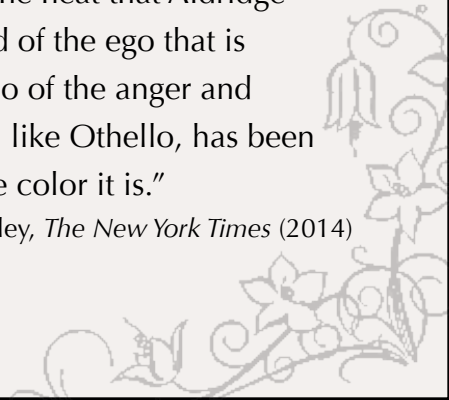 the heat that Aldridge
d of the ego that is
o of the anger and
like Othello, has been
e color it is.”
ley, The New York Times (2014)